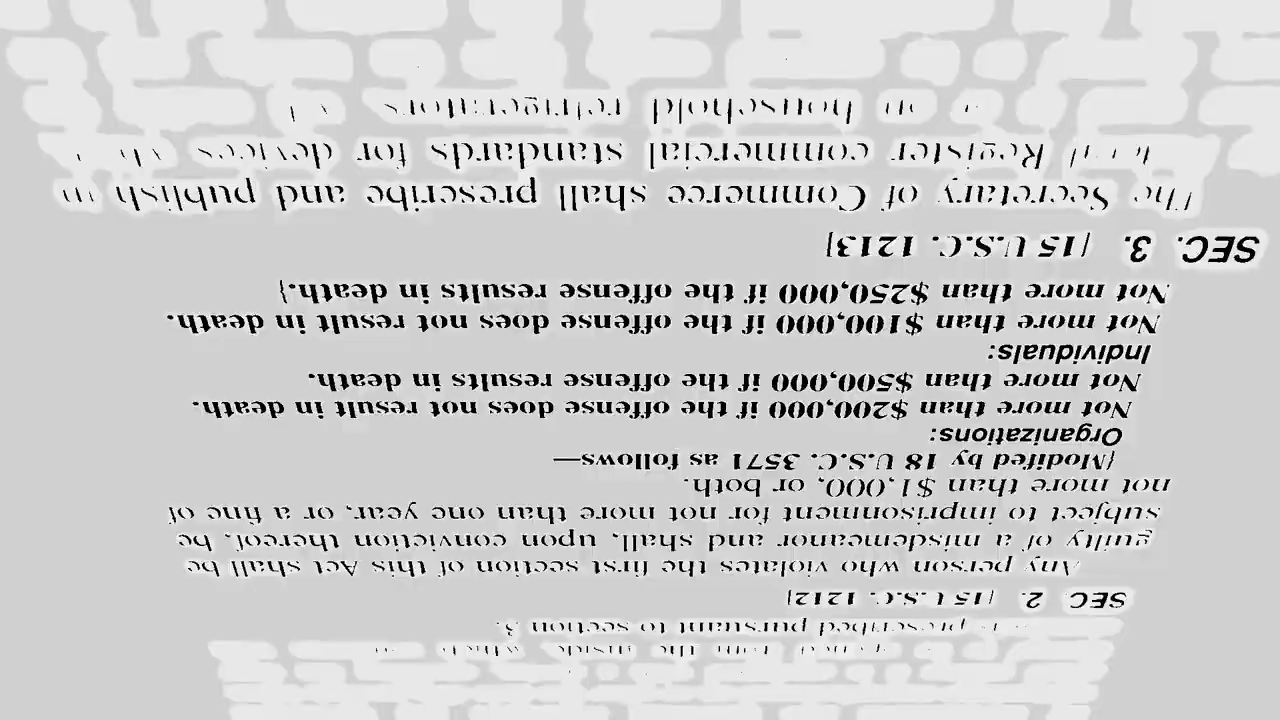 from the inside, which
prescribed pursuant to section 3.
SEC. 2. [15 U.S.C. 1212]
Any person who violates the first section of this Act shall be
guilty of a misdemeanor and shall, upon conviction thereof, be
subject to imprisonment for not more than one year, or a fine of
not more than $1,000, or both.
{Modified by 18 U.S.C. 3571 as follows—
Organizations:
Not more than $200,000 if the offense does not result in death.
Not more than $500,000 if the offense results in death.
Individuals:
Not more than $100,000 if the offense does not result in death.
Not more than $250,000 if the offense results in death.}
SEC. 3. [15 U.S.C. 1213]
The Secretary of Commerce shall prescribe and publish in
Register commercial standards for devices
on household refrigerators